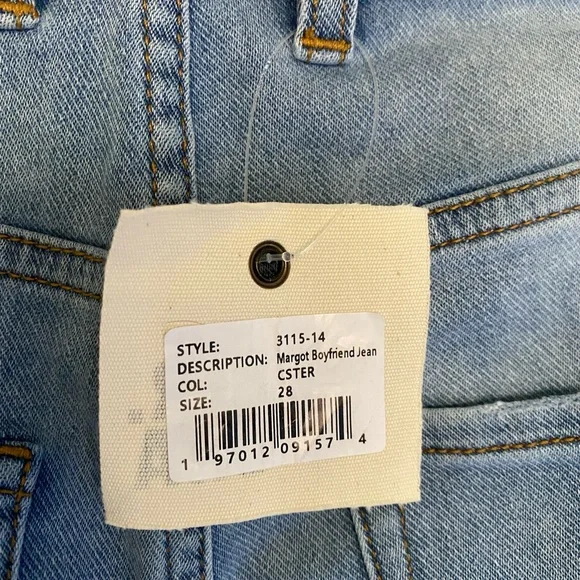 STYLE: 3115-14
DESCRIPTION: Margot Boyfriend Jean
COL: CSTER
SIZE: 28
1 97012 09157 4